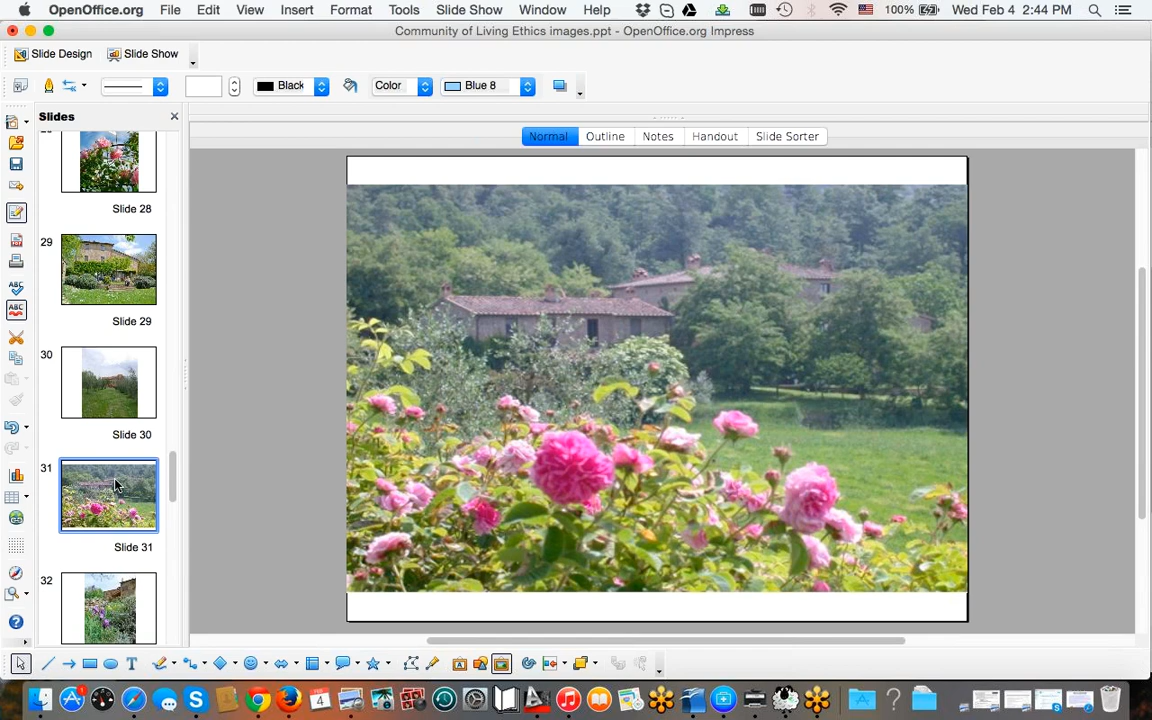 OpenOffice.org File Edit View Insert Format Tools Slide Show Window Help 100% Wed Feb 4 2:44 PM
Community of Living Ethics images.ppt - OpenOffice.org Impress
Slide Design Slide Show
Black Color Blue 8
Slides
Normal Outline Notes Handout Slide Sorter
Slide 28
29
Slide 29
30
Slide 30
31
Slide 31
32